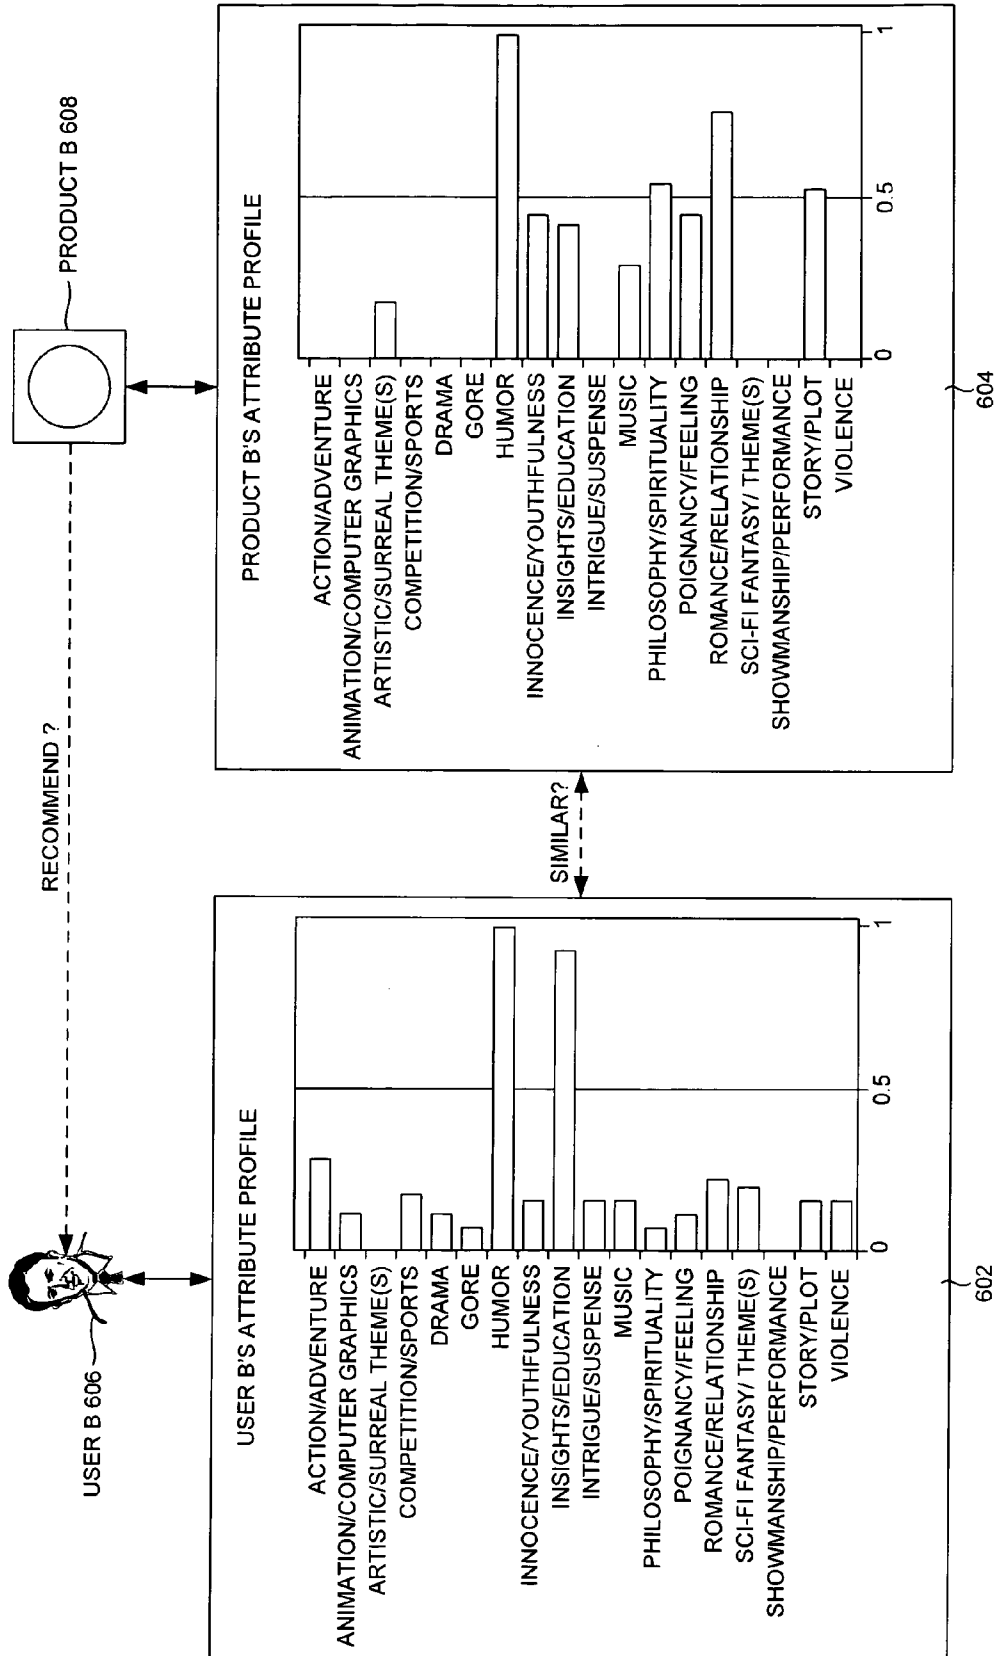 USER B 606
RECOMMEND ?
PRODUCT B 608
USER B'S ATTRIBUTE PROFILE
ACTION/ADVENTURE
ANIMATION/COMPUTER GRAPHICS
ARTISTIC/SURREAL THEME(S)
COMPETITION/SPORTS
DRAMA
GORE
HUMOR
INNOCENCE/YOUTHFULNESS
INSIGHTS/EDUCATION
INTRIGUE/SUSPENSE
MUSIC
PHILOSOPHY/SPIRITUALITY
POIGNANCY/FEELING
ROMANCE/RELATIONSHIP
SCI-FI FANTASY/ THEME(S)
SHOWMANSHIP/PERFORMANCE
STORY/PLOT
VIOLENCE
0
0.5
1
602
SIMILAR?
PRODUCT B'S ATTRIBUTE PROFILE
ACTION/ADVENTURE
ANIMATION/COMPUTER GRAPHICS
ARTISTIC/SURREAL THEME(S)
COMPETITION/SPORTS
DRAMA
GORE
HUMOR
INNOCENCE/YOUTHFULNESS
INSIGHTS/EDUCATION
INTRIGUE/SUSPENSE
MUSIC
PHILOSOPHY/SPIRITUALITY
POIGNANCY/FEELING
ROMANCE/RELATIONSHIP
SCI-FI FANTASY/ THEME(S)
SHOWMANSHIP/PERFORMANCE
STORY/PLOT
VIOLENCE
0
0.5
1
604